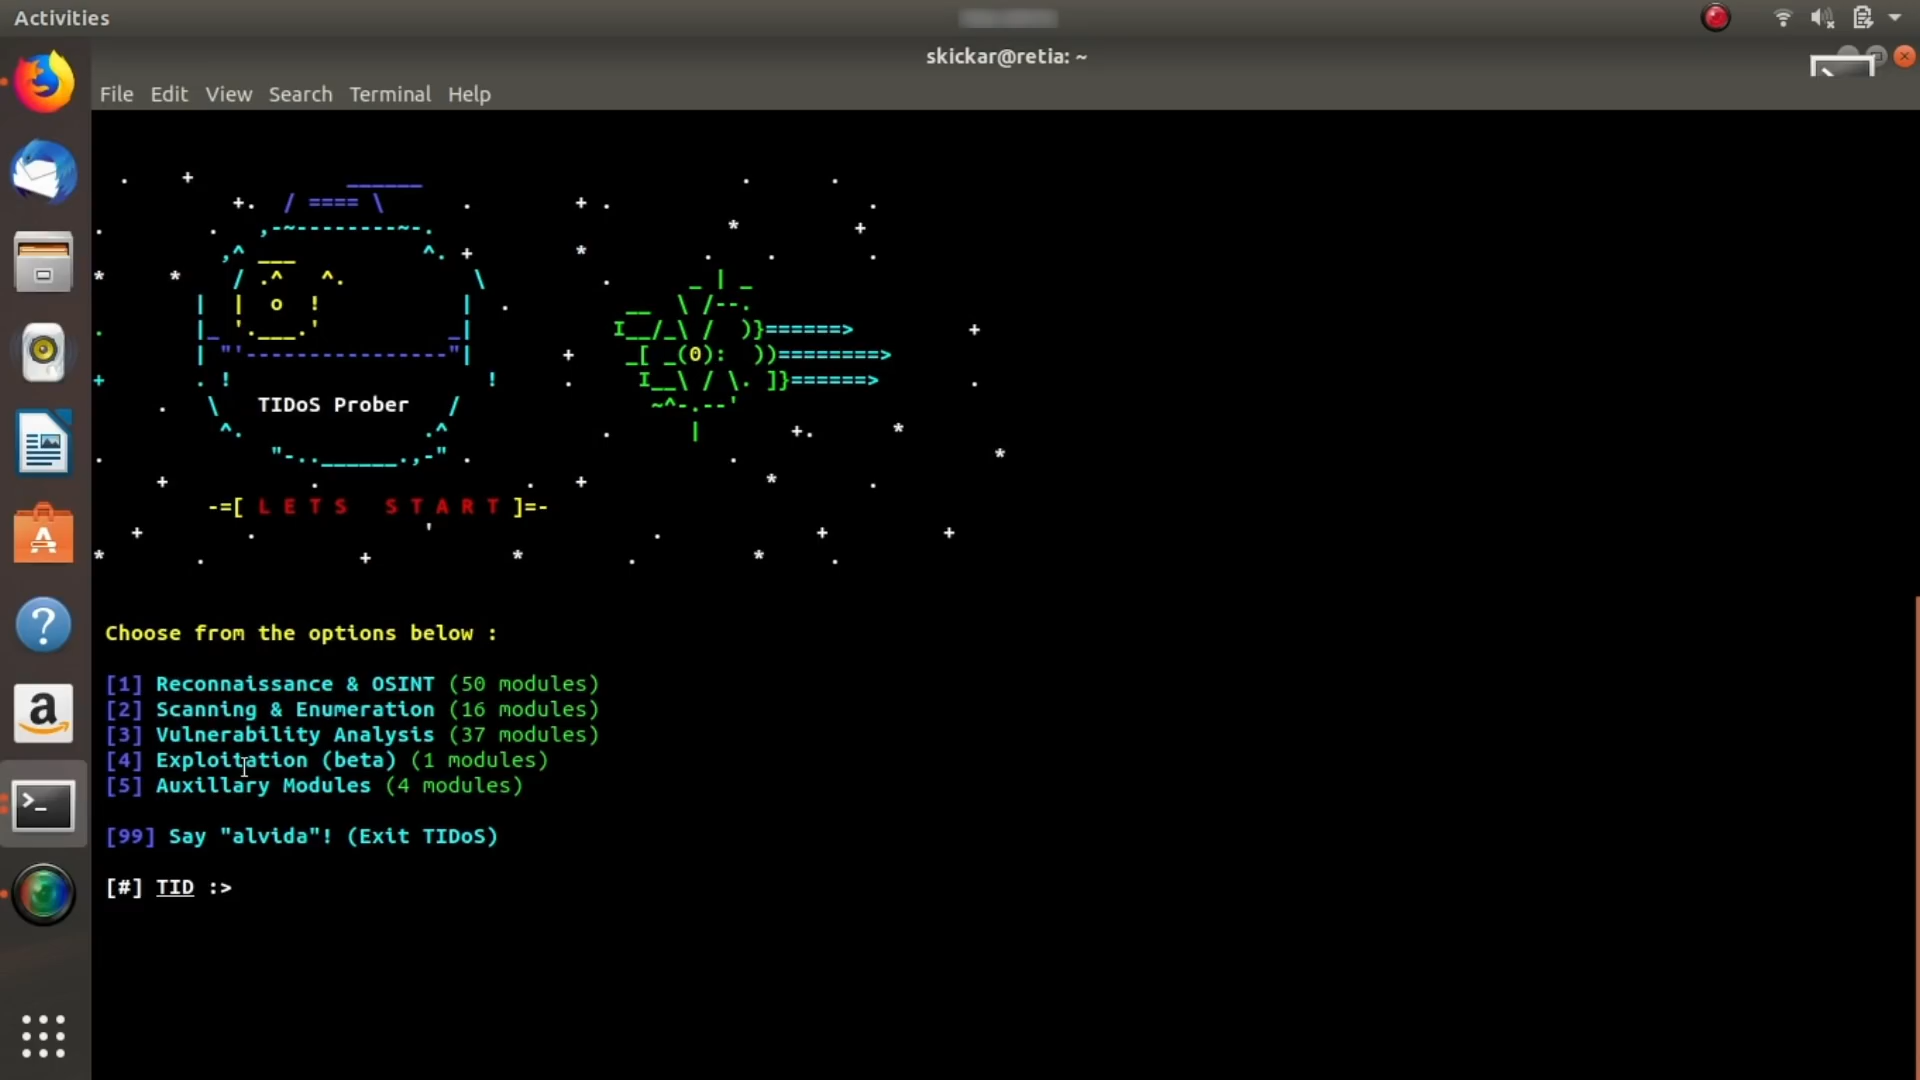 Activities
skickar@retia: ~
File Edit View Search Terminal Help
TIDoS Prober
-=[ L E T S   S T A R T ]=-
Choose from the options below :
[1] Reconnaissance & OSINT (50 modules)
[2] Scanning & Enumeration (16 modules)
[3] Vulnerability Analysis (37 modules)
[4] Exploitation (beta) (1 modules)
[5] Auxillary Modules (4 modules)
[99] Say "alvida"! (Exit TIDoS)
[#] TID :>